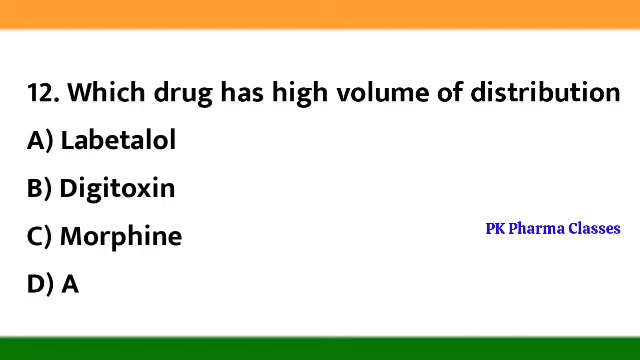 12. Which drug has high volume of distribution
A) Labetalol
B) Digitoxin
C) Morphine
PK Pharma Classes
D) A